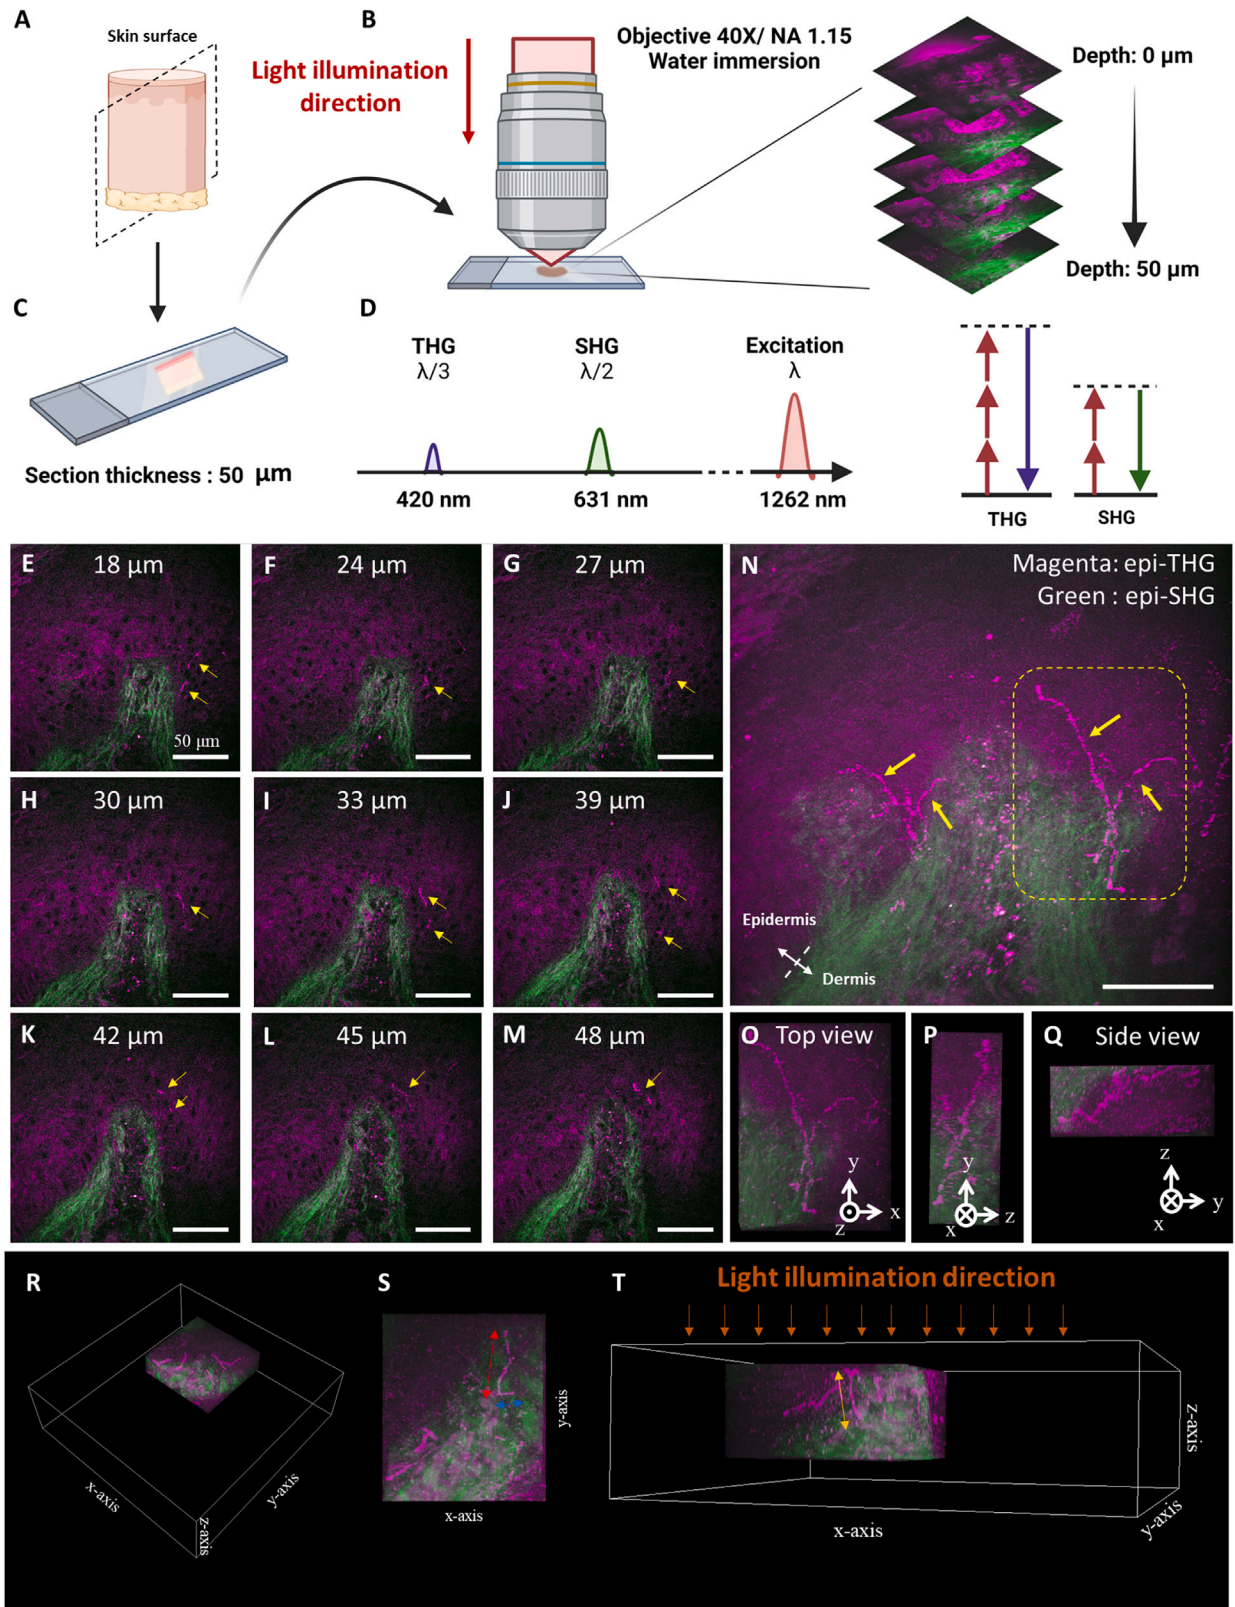 A
Skin surface
B
Light illumination
direction
Objective 40X/ NA 1.15
Water immersion
Depth: 0 µm
Depth: 50 µm
C
Section thickness : 50 µm
D
THG
λ/3
SHG
λ/2
Excitation
λ
420 nm
631 nm
1262 nm
THG
SHG
E
18 µm
50 µm
F
24 µm
G
27 µm
H
30 µm
I
33 µm
J
39 µm
K
42 µm
L
45 µm
M
48 µm
N
Magenta: epi-THG
Green : epi-SHG
Epidermis
Dermis
O
Top view
y
x
z
P
y
x
z
Q
Side view
z
y
x
R
x-axis
y-axis
z-axis
S
y-axis
x-axis
T
Light illumination direction
z-axis
y-axis
x-axis